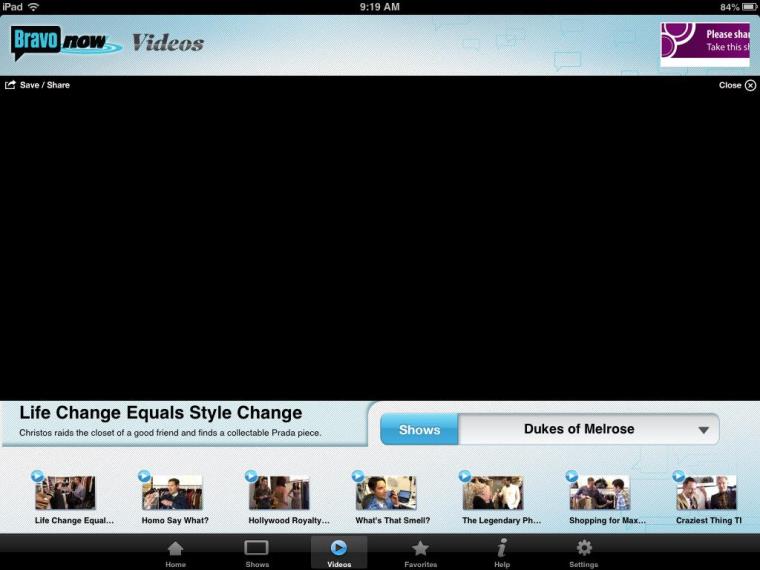 iPad
9:19 AM
84%
Bravo now Videos
Please
Take this
Save / Share
Close
Life Change Equals Style Change
Christos raids the closet of a good friend and finds a collectable Prada piece.
Shows
Dukes of Melrose
Life Change Equal...
Homo Say What?
Hollywood Royalty...
What's That Smell?
The Legendary Ph...
Shopping for Max...
Craziest Thing TI
Home
Shows
Videos
Favorites
Help
Settings